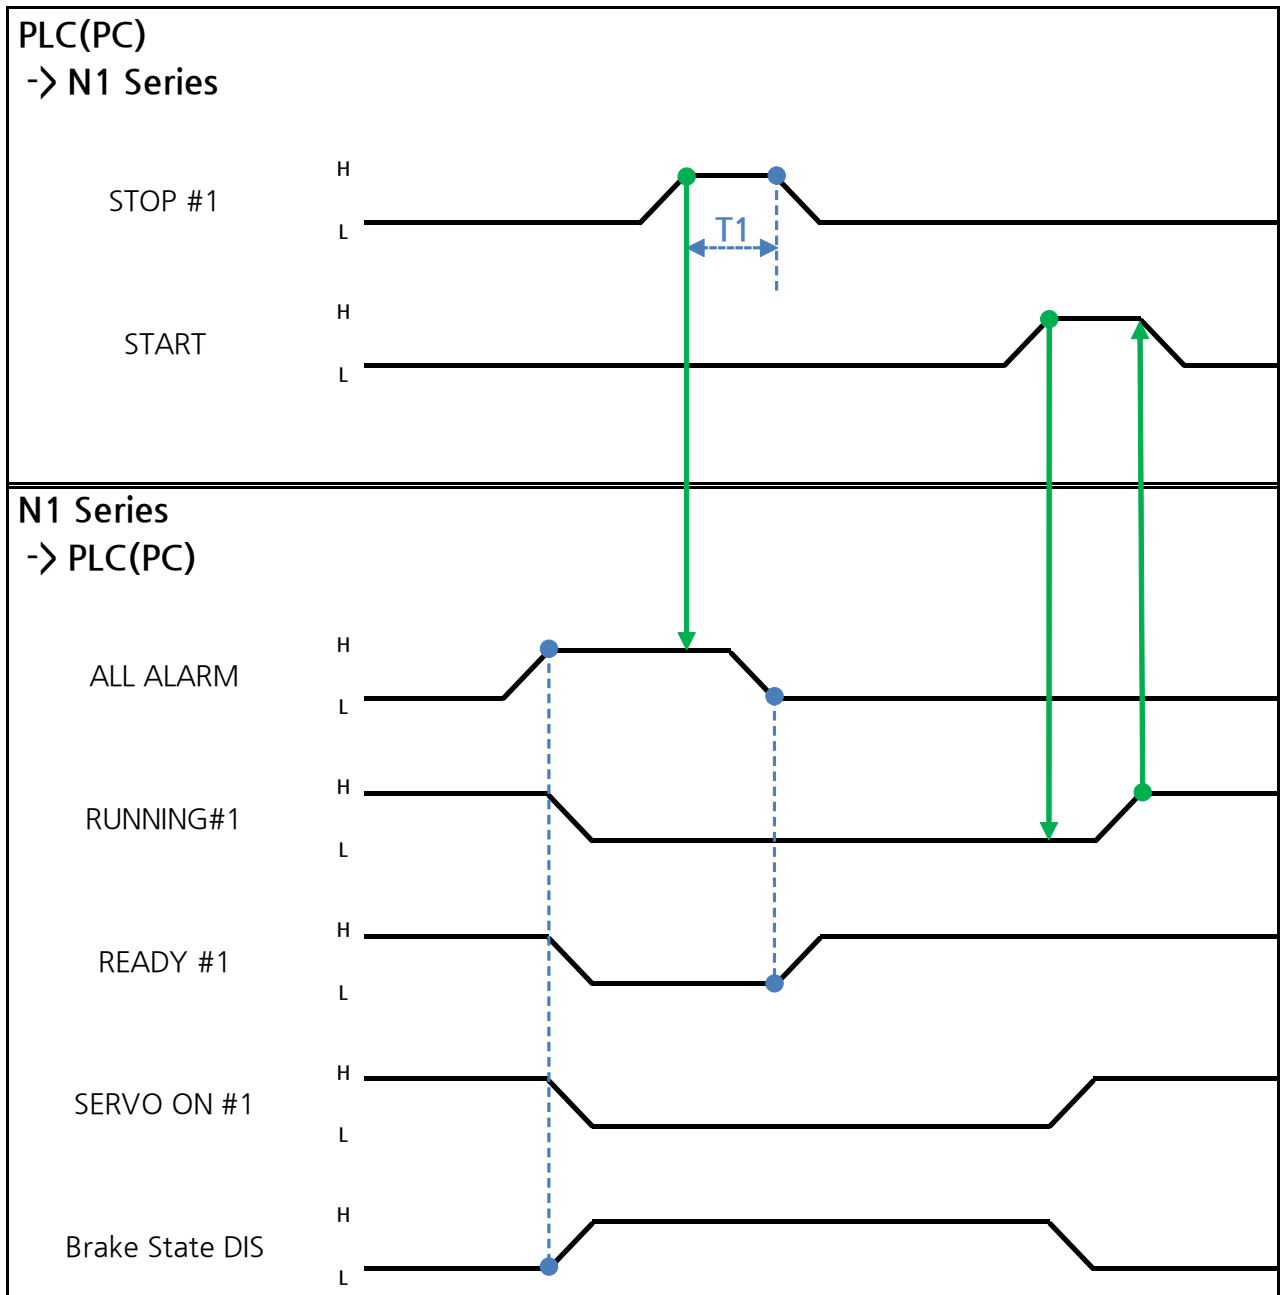 PLC(PC)
-> N1 Series
H
STOP #1
L
T1
H
START
L
N1 Series
-> PLC(PC)
H
ALL ALARM
L
H
RUNNING#1
L
H
READY #1
L
H
SERVO ON #1
L
H
Brake State DIS
L